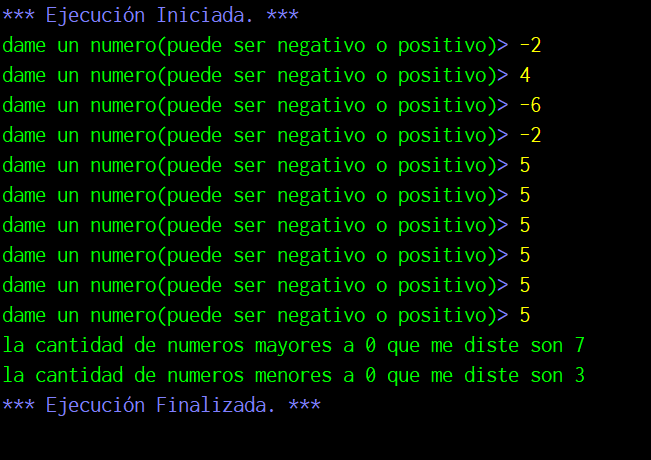 *** Ejecución Iniciada. ***
dame un numero(puede ser negativo o positivo)> -2
dame un numero(puede ser negativo o positivo)> 4
dame un numero(puede ser negativo o positivo)> -6
dame un numero(puede ser negativo o positivo)> -2
dame un numero(puede ser negativo o positivo)> 5
dame un numero(puede ser negativo o positivo)> 5
dame un numero(puede ser negativo o positivo)> 5
dame un numero(puede ser negativo o positivo)> 5
dame un numero(puede ser negativo o positivo)> 5
dame un numero(puede ser negativo o positivo)> 5
la cantidad de numeros mayores a 0 que me diste son 7
la cantidad de numeros menores a 0 que me diste son 3
*** Ejecución Finalizada. ***